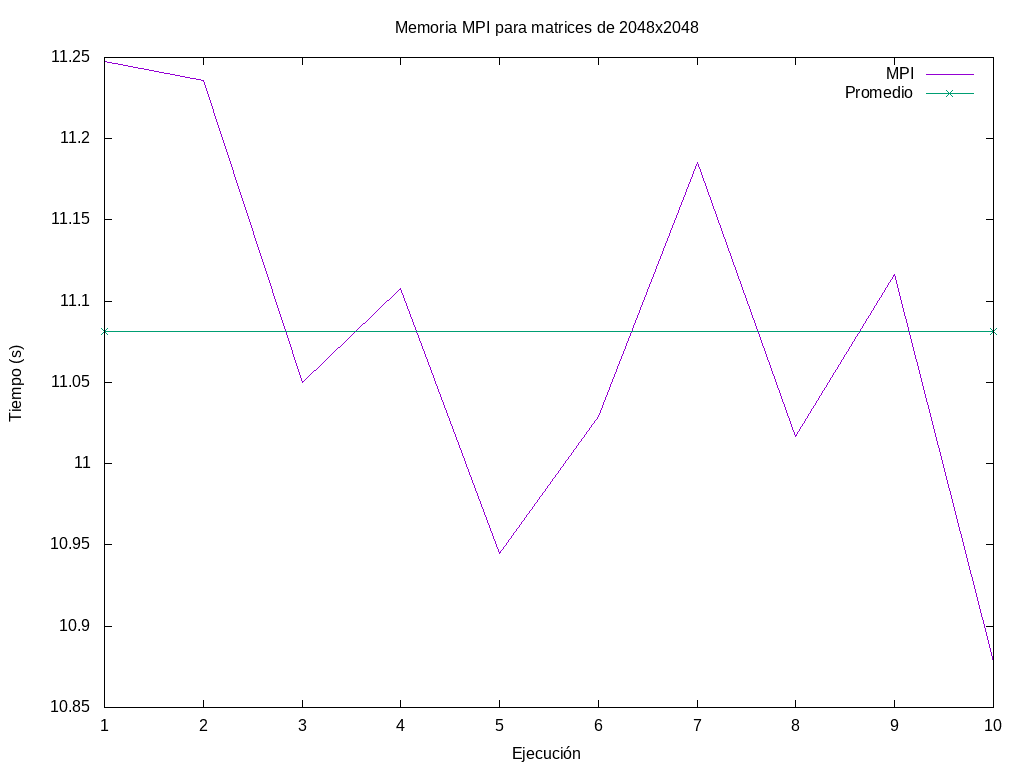 Memoria MPI para matrices de 2048x2048
MPI
Promedio
11.25
11.2
11.15
11.1
11.05
11
10.95
10.9
10.85
Tiempo (s)
1 2 3 4 5 6 7 8 9 10
Ejecución